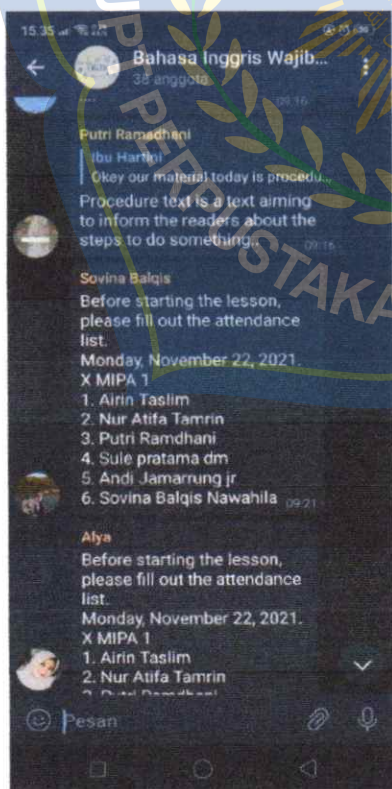 15.35
Bahasa Inggris Wajib...
38 anggota
09.16
Putri Ramadhani
Ibu Hartini
Okey our material today is procedu...
Procedure text is a text aiming
to inform the readers about the
steps to do something..
09.16
Sovina Balqis
Before starting the lesson,
please fill out the attendance
list.
Monday, November 22, 2021.
X MIPA 1
1. Airin Taslim
2. Nur Atifa Tamrin
3. Putri Ramdhani
4. Sule pratama dm
5. Andi Jamarrung jr
6. Sovina Balqis Nawahila
09.21
Alya
Before starting the lesson,
please fill out the attendance
list.
Monday, November 22, 2021.
X MIPA 1
1. Airin Taslim
2. Nur Atifa Tamrin
Pesan